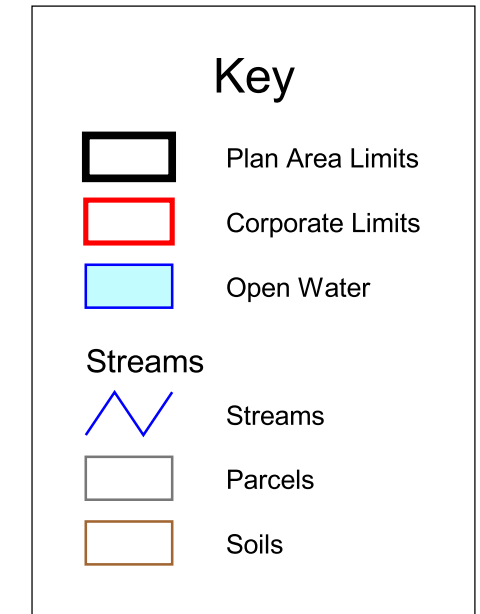 Key
Plan Area Limits
Corporate Limits
Open Water
Streams
Streams
Parcels
Soils